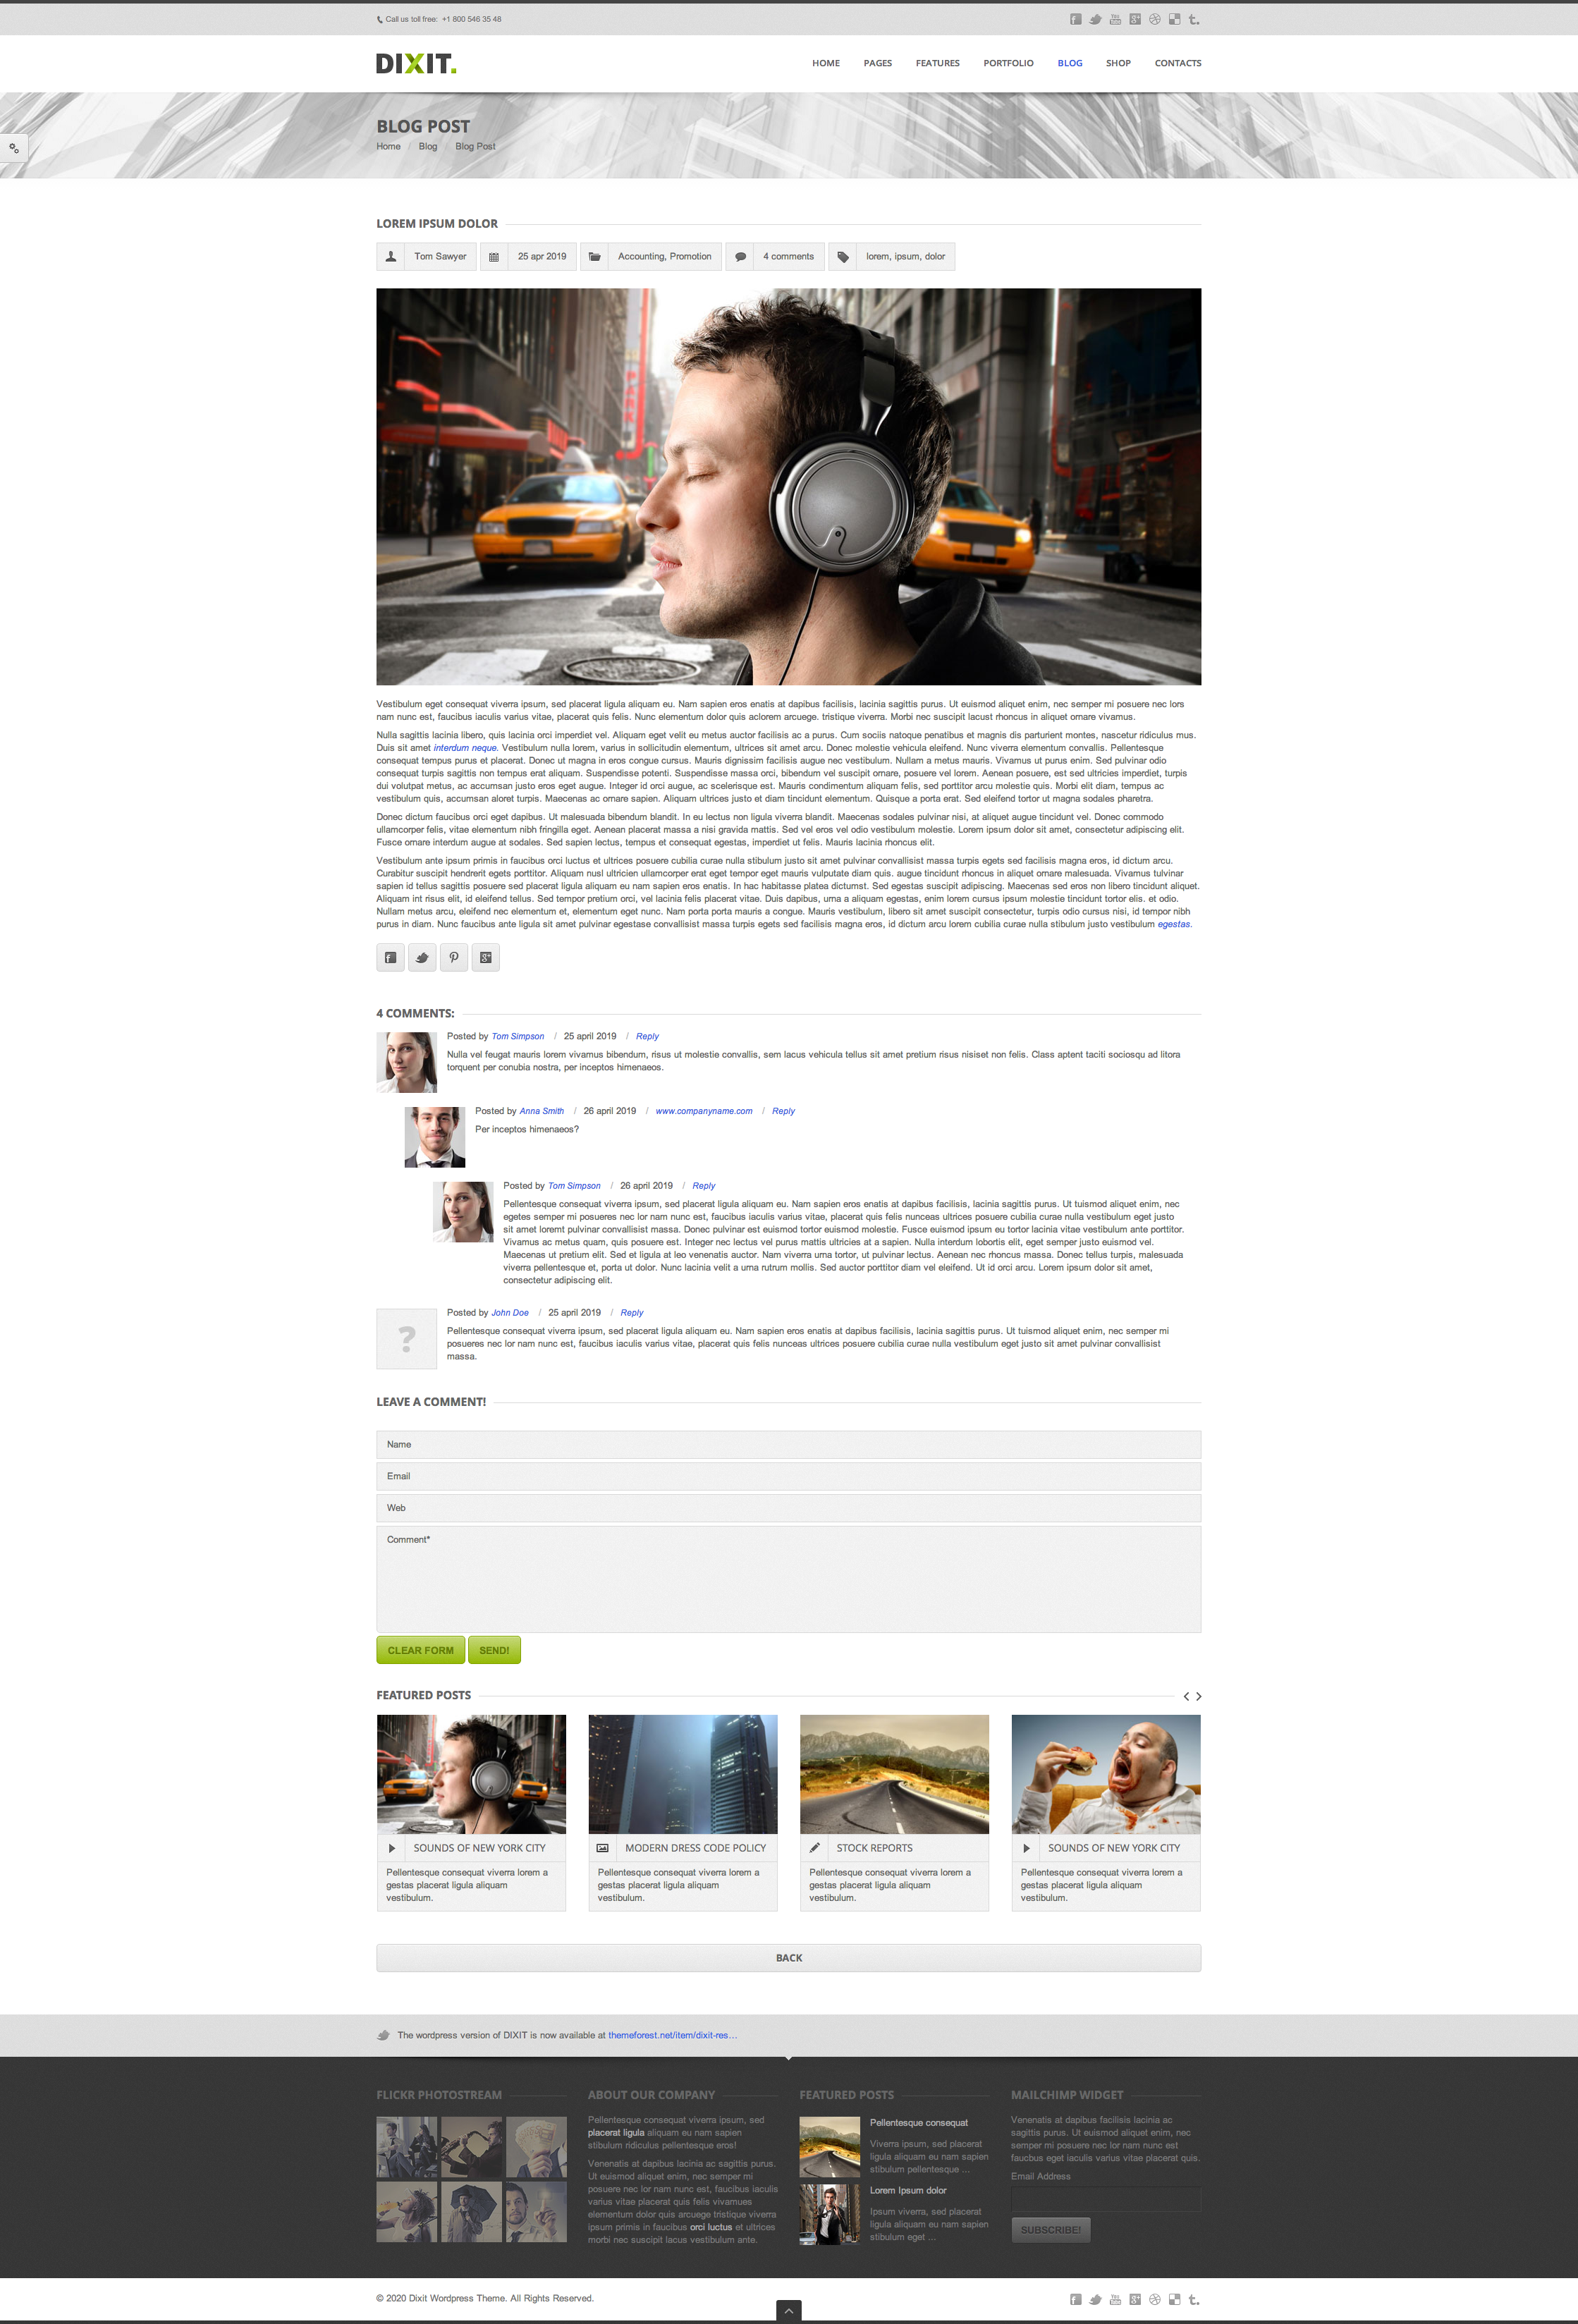 Call us toll free: +1 800 546 35 48
DIXIT.
HOME PAGES FEATURES PORTFOLIO BLOG SHOP CONTACTS
BLOG POST
Home / Blog / Blog Post
LOREM IPSUM DOLOR
Tom Sawyer 25 apr 2019 Accounting, Promotion 4 comments lorem, ipsum, dolor
Vestibulum eget consequat viverra ipsum, sed placerat ligula aliquam eu. Nam sapien eros enatis at dapibus facilisis, lacinia sagittis purus. Ut euismod aliquet enim, nec semper mi posuere nec lors
nam nunc est, faucibus iaculis varius vitae, placerat quis felis. Nunc elementum dolor quis aclorem arcuege. tristique viverra. Morbi nec suscipit lacust rhoncus in aliquet ornare vivamus.
Nulla sagittis lacinia libero, quis lacinia orci imperdiet vel. Aliquam eget velit eu metus auctor facilisis ac a purus. Cum sociis natoque penatibus et magnis dis parturient montes, nascetur ridiculus mus.
Duis sit amet interdum neque. Vestibulum nulla lorem, varius in sollicitudin elementum, ultrices sit amet arcu. Donec molestie vehicula eleifend. Nunc viverra elementum convallis. Pellentesque
consequat tempus purus et placerat. Donec ut magna in eros congue cursus. Mauris dignissim facilisis augue nec vestibulum. Nullam a metus mauris. Vivamus ut purus enim. Sed pulvinar odio
consequat turpis sagittis non tempus erat aliquam. Suspendisse potenti. Suspendisse massa orci, bibendum vel suscipit ornare, posuere vel lorem. Aenean posuere, est sed ultricies imperdiet, turpis
dui volutpat metus, ac accumsan justo eros eget augue. Integer id orci augue, ac scelerisque est. Mauris condimentum aliquam felis, sed porttitor arcu molestie quis. Morbi elit diam, tempus ac
vestibulum quis, accumsan aloret turpis. Maecenas ac ornare sapien. Aliquam ultrices justo et diam tincidunt elementum. Quisque a porta erat. Sed eleifend tortor ut magna sodales pharetra.
Donec dictum faucibus orci eget dapibus. Ut malesuada bibendum blandit. In eu lectus non ligula viverra blandit. Maecenas sodales pulvinar nisi, at aliquet augue tincidunt vel. Donec commodo
ullamcorper felis, vitae elementum nibh fringilla eget. Aenean placerat massa a nisi gravida mattis. Sed vel eros vel odio vestibulum molestie. Lorem ipsum dolor sit amet, consectetur adipiscing elit.
Fusce ornare interdum augue at sodales. Sed sapien lectus, tempus et consequat egestas, imperdiet ut felis. Mauris lacinia rhoncus elit.
Vestibulum ante ipsum primis in faucibus orci luctus et ultrices posuere cubilia curae nulla stibulum justo sit amet pulvinar convallisist massa turpis egets sed facilisis magna eros, id dictum arcu.
Curabitur suscipit hendrerit egets porttitor. Aliquam nusl ultricien ullamcorper erat eget tempor eget mauris vulputate diam quis. augue tincidunt rhoncus in aliquet ornare malesuada. Vivamus tulvinar
sapien id tellus sagittis posuere sed placerat ligula aliquam eu nam sapien eros enatis. In hac habitasse platea dictumst. Sed egestas suscipit adipiscing. Maecenas sed eros non libero tincidunt aliquet.
Aliquam int risus elit, id eleifend tellus. Sed tempor pretium orci, vel lacinia felis placerat vitae. Duis dapibus, urna a aliquam egestas, enim lorem cursus ipsum molestie tincidunt tortor elis. et odio.
Nullam metus arcu, eleifend nec elementum et, elementum eget nunc. Nam porta porta mauris a congue. Mauris vestibulum, libero sit amet suscipit consectetur, turpis odio cursus nisi, id tempor nibh
purus in diam. Nunc faucibus ante ligula sit amet pulvinar egestase convallisist massa turpis egets sed facilisis magna eros, id dictum arcu lorem cubilia curae nulla stibulum justo vestibulum egestas.
4 COMMENTS:
Posted by Tom Simpson / 25 april 2019 / Reply
Nulla vel feugat mauris lorem vivamus bibendum, risus ut molestie convallis, sem lacus vehicula tellus sit amet pretium risus nisiset non felis. Class aptent taciti sociosqu ad litora
torquent per conubia nostra, per inceptos himenaeos.
Posted by Anna Smith / 26 april 2019 / www.companyname.com / Reply
Per inceptos himenaeos?
Posted by Tom Simpson / 26 april 2019 / Reply
Pellentesque consequat viverra ipsum, sed placerat ligula aliquam eu. Nam sapien eros enatis at dapibus facilisis, lacinia sagittis purus. Ut tuismod aliquet enim, nec
egetes semper mi posueres nec lor nam nunc est, faucibus iaculis varius vitae, placerat quis felis nunceas ultrices posuere cubilia curae nulla vestibulum eget justo
sit amet loremt pulvinar convallisist massa. Donec pulvinar est euismod tortor euismod molestie. Fusce euismod ipsum eu tortor lacinia vitae vestibulum ante porttitor.
Vivamus ac metus quam, quis posuere est. Integer nec lectus vel purus mattis ultricies at a sapien. Nulla interdum lobortis elit, eget semper justo euismod vel.
Maecenas ut pretium elit. Sed et ligula at leo venenatis auctor. Nam viverra urna tortor, ut pulvinar lectus. Aenean nec rhoncus massa. Donec tellus turpis, malesuada
viverra pellentesque et, porta ut dolor. Nunc lacinia velit a urna rutrum mollis. Sed auctor porttitor diam vel eleifend. Ut id orci arcu. Lorem ipsum dolor sit amet,
consectetur adipiscing elit.
Posted by John Doe / 25 april 2019 / Reply
?
Pellentesque consequat viverra ipsum, sed placerat ligula aliquam eu. Nam sapien eros enatis at dapibus facilisis, lacinia sagittis purus. Ut tuismod aliquet enim, nec semper mi
posueres nec lor nam nunc est, faucibus iaculis varius vitae, placerat quis felis nunceas ultrices posuere cubilia curae nulla vestibulum eget justo sit amet pulvinar convallisist
massa.
LEAVE A COMMENT!
Name
Email
Web
Comment*
CLEAR FORM SEND!
FEATURED POSTS
SOUNDS OF NEW YORK CITY
Pellentesque consequat viverra lorem a
gestas placerat ligula aliquam
vestibulum.
MODERN DRESS CODE POLICY
Pellentesque consequat viverra lorem a
gestas placerat ligula aliquam
vestibulum.
STOCK REPORTS
Pellentesque consequat viverra lorem a
gestas placerat ligula aliquam
vestibulum.
SOUNDS OF NEW YORK CITY
Pellentesque consequat viverra lorem a
gestas placerat ligula aliquam
vestibulum.
BACK
The wordpress version of DIXIT is now available at themeforest.net/item/dixit-res...
FLICKR PHOTOSTREAM
ABOUT OUR COMPANY
Pellentesque consequat viverra ipsum, sed
placerat ligula aliquam eu nam sapien
stibulum ridiculus pellentesque eros!
Venenatis at dapibus lacinia ac sagittis purus.
Ut euismod aliquet enim, nec semper mi
posuere nec lor nam nunc est, faucibus iaculis
varius vitae placerat quis felis vivamues
elementum dolor quis arcuege tristique viverra
ipsum primis in faucibus orci luctus et ultrices
morbi nec suscipit lacus vestibulum ante.
FEATURED POSTS
Pellentesque consequat
Viverra ipsum, sed placerat
ligula aliquam eu nam sapien
stibulum pellentesque ...
Lorem Ipsum dolor
Ipsum viverra, sed placerat
ligula aliquam eu nam sapien
stibulum eget ...
MAILCHIMP WIDGET
Venenatis at dapibus facilisis lacinia ac
sagittis purus. Ut euismod aliquet enim, nec
semper mi posuere nec lor nam nunc est
faucbus eget iaculis varius vitae placerat quis.
Email Address
SUBSCRIBE!
© 2020 Dixit Wordpress Theme. All Rights Reserved.